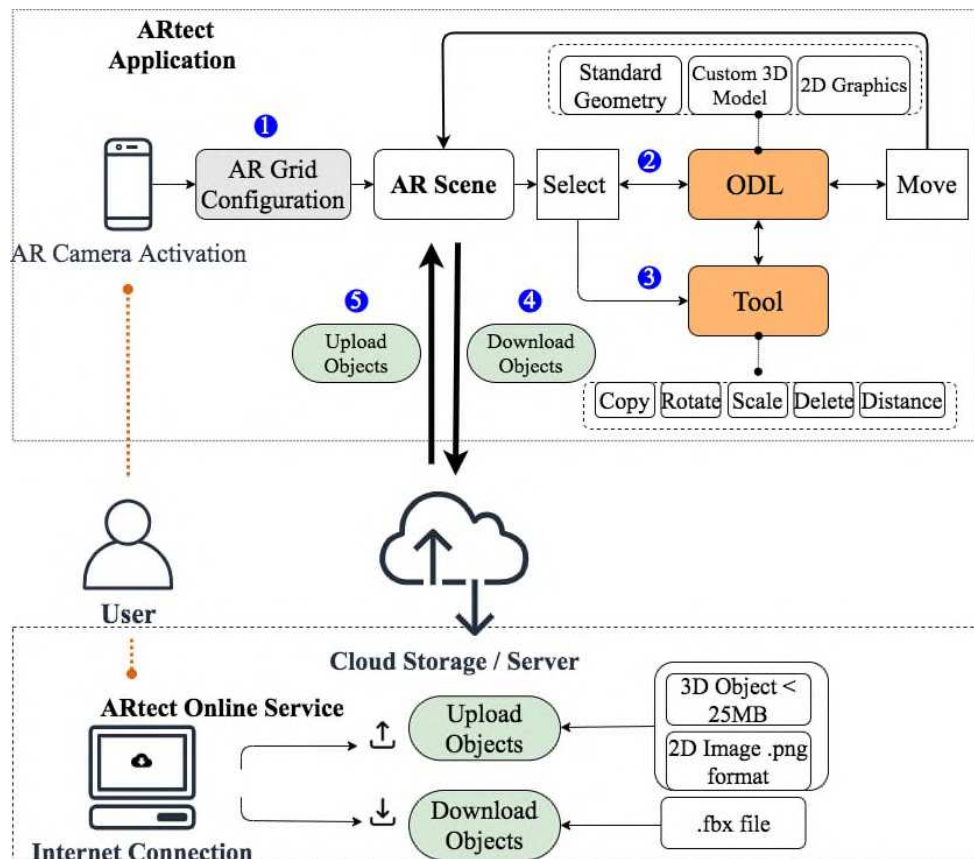 ARtect
Application
Standard
Geometry
Custom 3D
Model
2D Graphics
1
AR Grid
Configuration
AR Scene
Select
2
ODL
Move
AR Camera Activation
3
Tool
5
Upload
Objects
4
Download
Objects
Copy
Rotate
Scale
Delete
Distance
User
Cloud Storage / Server
ARtect Online Service
Upload
Objects
3D Object <
25MB
2D Image .png
format
Download
Objects
.fbx file
Internet Connection